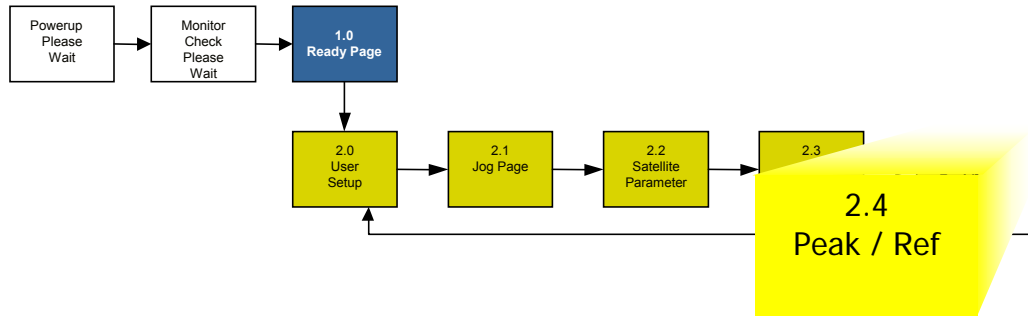 Powerup
Please
Wait
Monitor
Check
Please
Wait
1.0
Ready Page
2.0
User
Setup
2.1
Jog Page
2.2
Satellite
Parameter
2.3
2.4
Peak / Ref